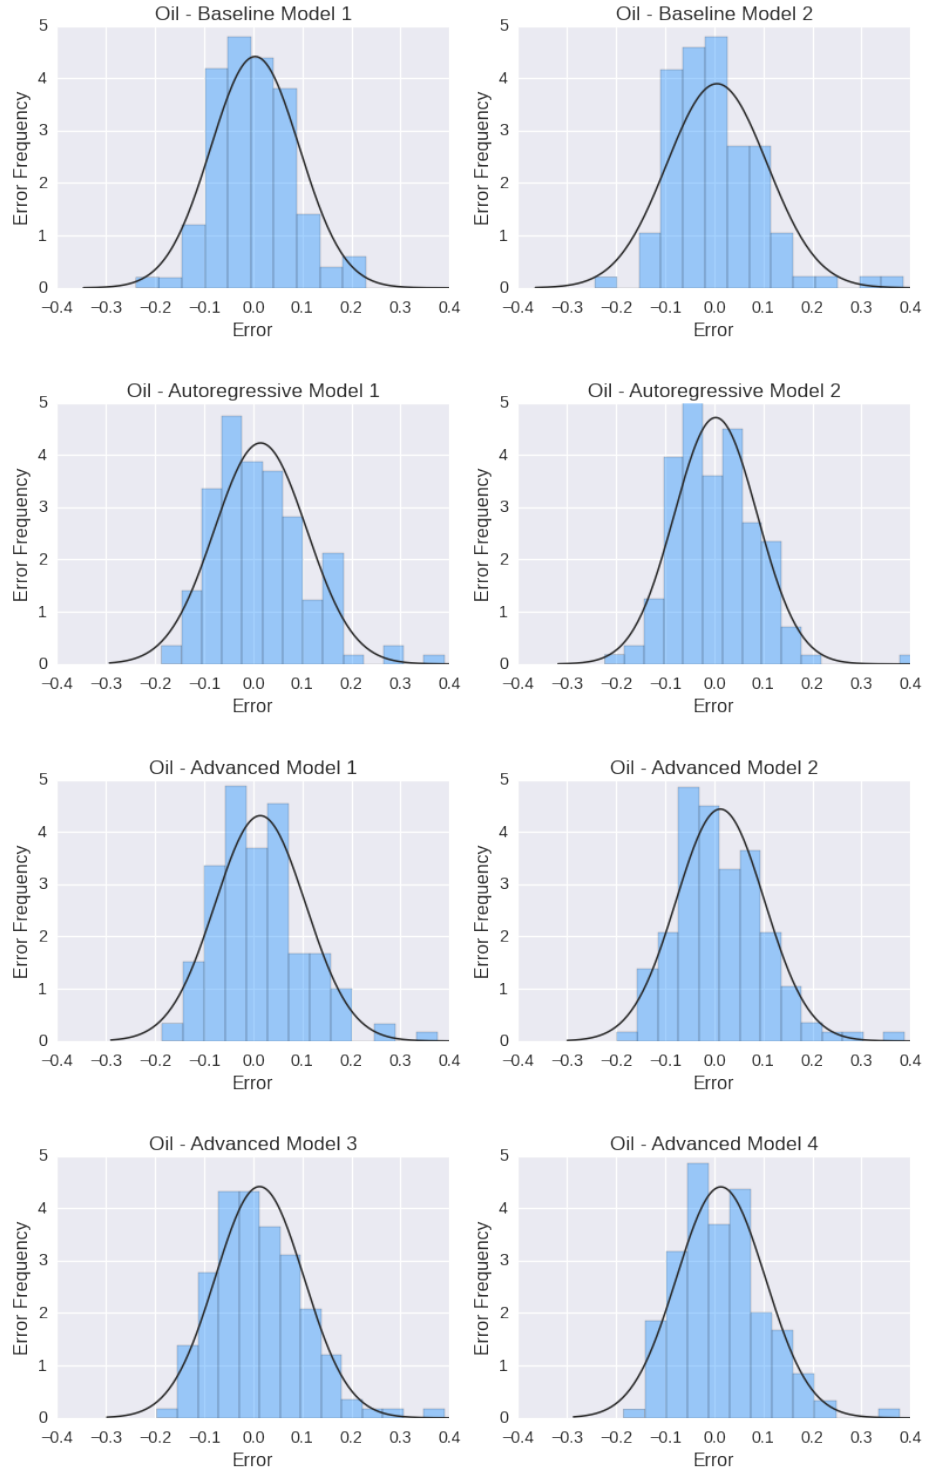 Oil - Baseline Model 1
5
4
3
2
1
0
Error Frequency
−0.4 −0.3 −0.2 −0.1 0.0 0.1 0.2 0.3 0.4
Error
Oil - Baseline Model 2
5
4
3
2
1
0
Error Frequency
−0.4 −0.3 −0.2 −0.1 0.0 0.1 0.2 0.3 0.4
Error
Oil - Autoregressive Model 1
5
4
3
2
1
0
Error Frequency
−0.4 −0.3 −0.2 −0.1 0.0 0.1 0.2 0.3 0.4
Error
Oil - Autoregressive Model 2
5
4
3
2
1
0
Error Frequency
−0.4 −0.3 −0.2 −0.1 0.0 0.1 0.2 0.3 0.4
Error
Oil - Advanced Model 1
5
4
3
2
1
0
Error Frequency
−0.4 −0.3 −0.2 −0.1 0.0 0.1 0.2 0.3 0.4
Error
Oil - Advanced Model 2
5
4
3
2
1
0
Error Frequency
−0.4 −0.3 −0.2 −0.1 0.0 0.1 0.2 0.3 0.4
Error
Oil - Advanced Model 3
5
4
3
2
1
0
Error Frequency
−0.4 −0.3 −0.2 −0.1 0.0 0.1 0.2 0.3 0.4
Error
Oil - Advanced Model 4
5
4
3
2
1
0
Error Frequency
−0.4 −0.3 −0.2 −0.1 0.0 0.1 0.2 0.3 0.4
Error